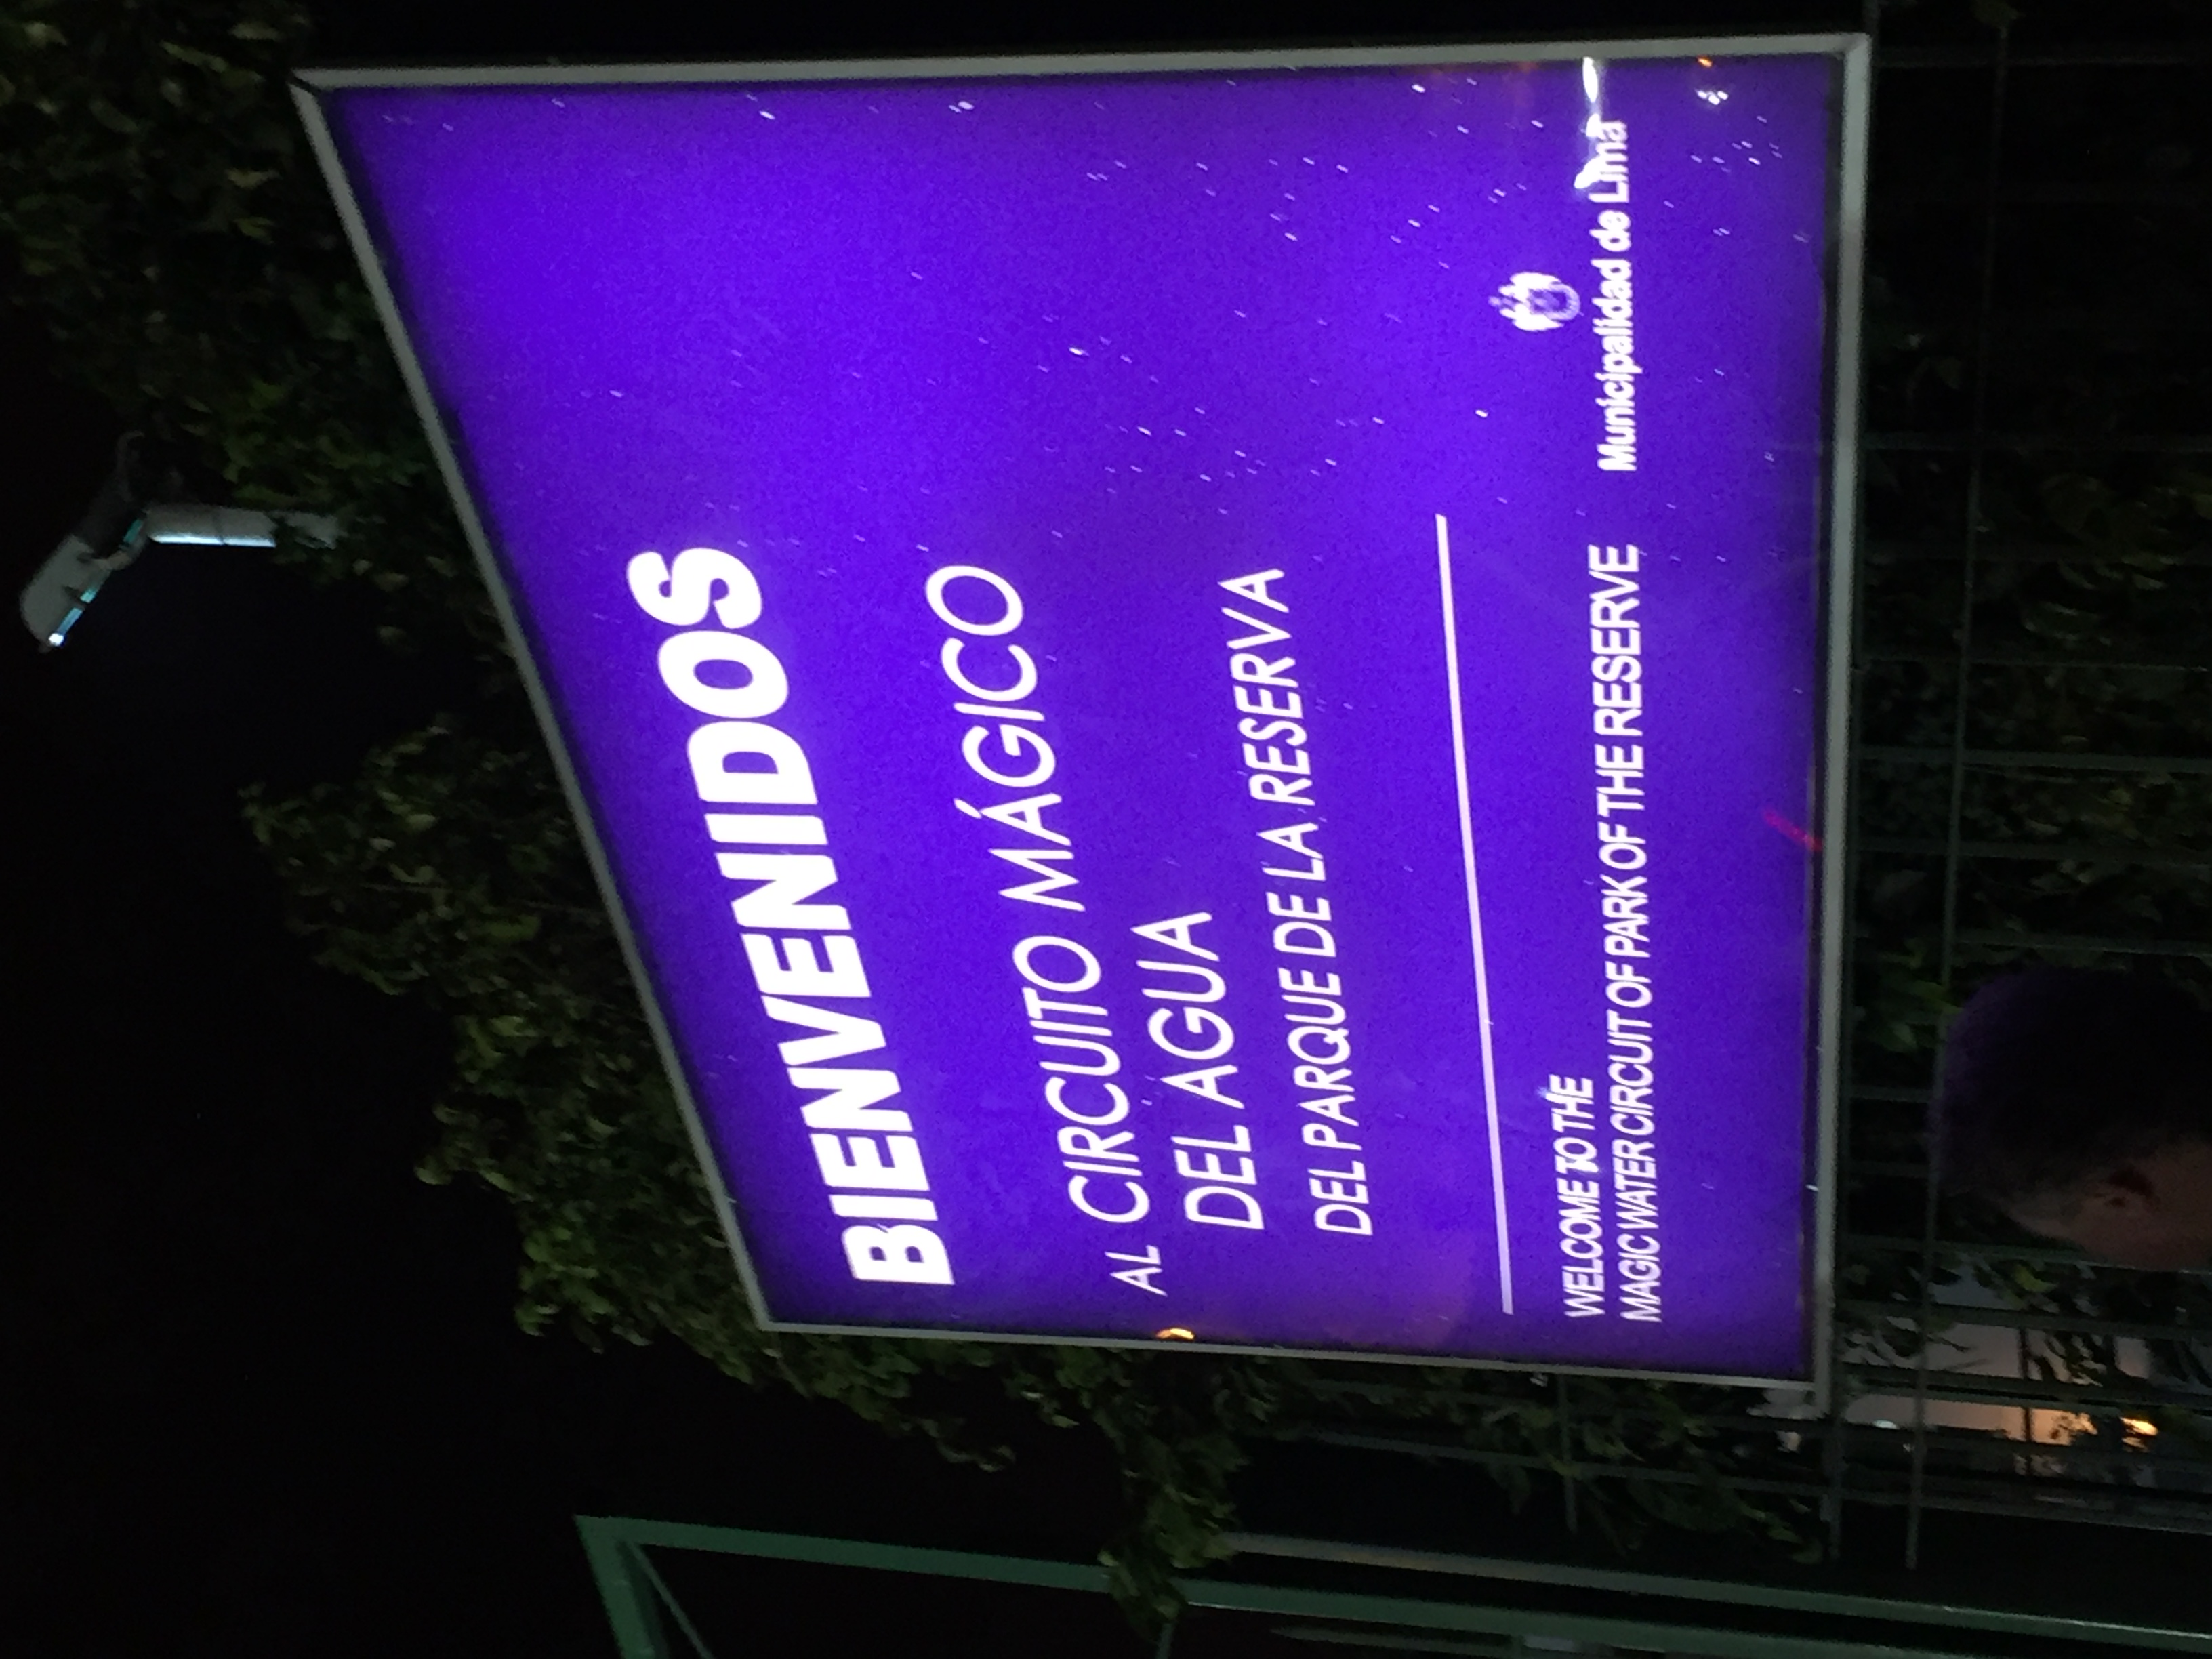 BIENVENIDOS
AL CIRCUITO MÁGICO
DEL AGUA
DEL PARQUE DE LA RESERVA
WELCOME TO THE
MAGIC WATER CIRCUIT OF PARK OF THE RESERVE
Municipalidad de Lima